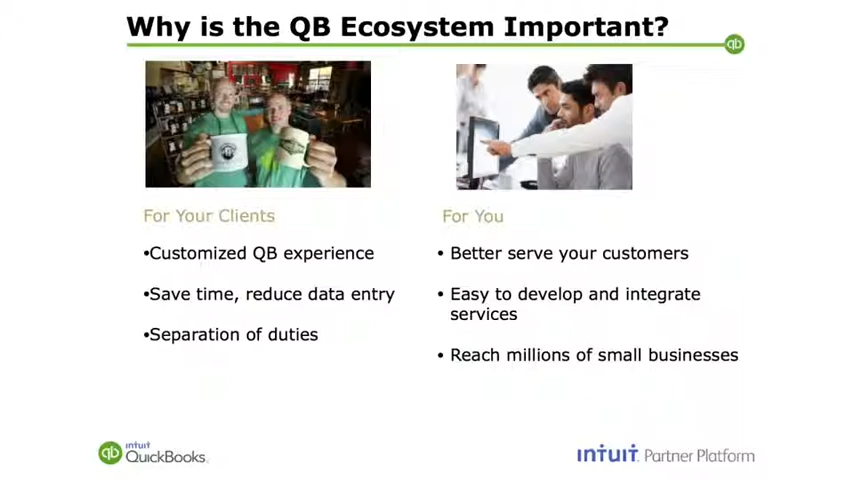 Why is the QB Ecosystem Important?
qb
For Your Clients
•Customized QB experience
•Save time, reduce data entry
•Separation of duties
For You
• Better serve your customers
• Easy to develop and integrate
services
• Reach millions of small businesses
qb intuit
QuickBooks.
intuit. Partner Platform